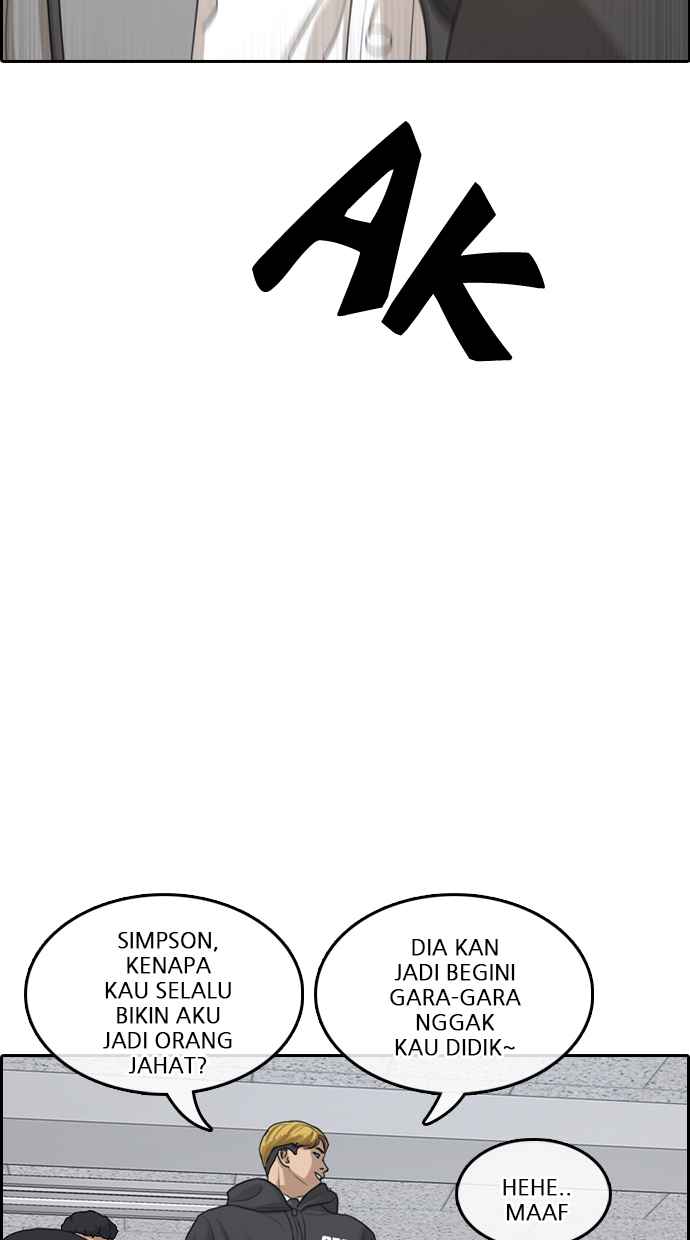 AK
SIMPSON,
KENAPA
KAU SELALU
BIKIN AKU
JADI ORANG
JAHAT?
DIA KAN
JADI BEGINI
GARA-GARA
NGGAK
KAU DIDIK~
HEHE..
MAAF